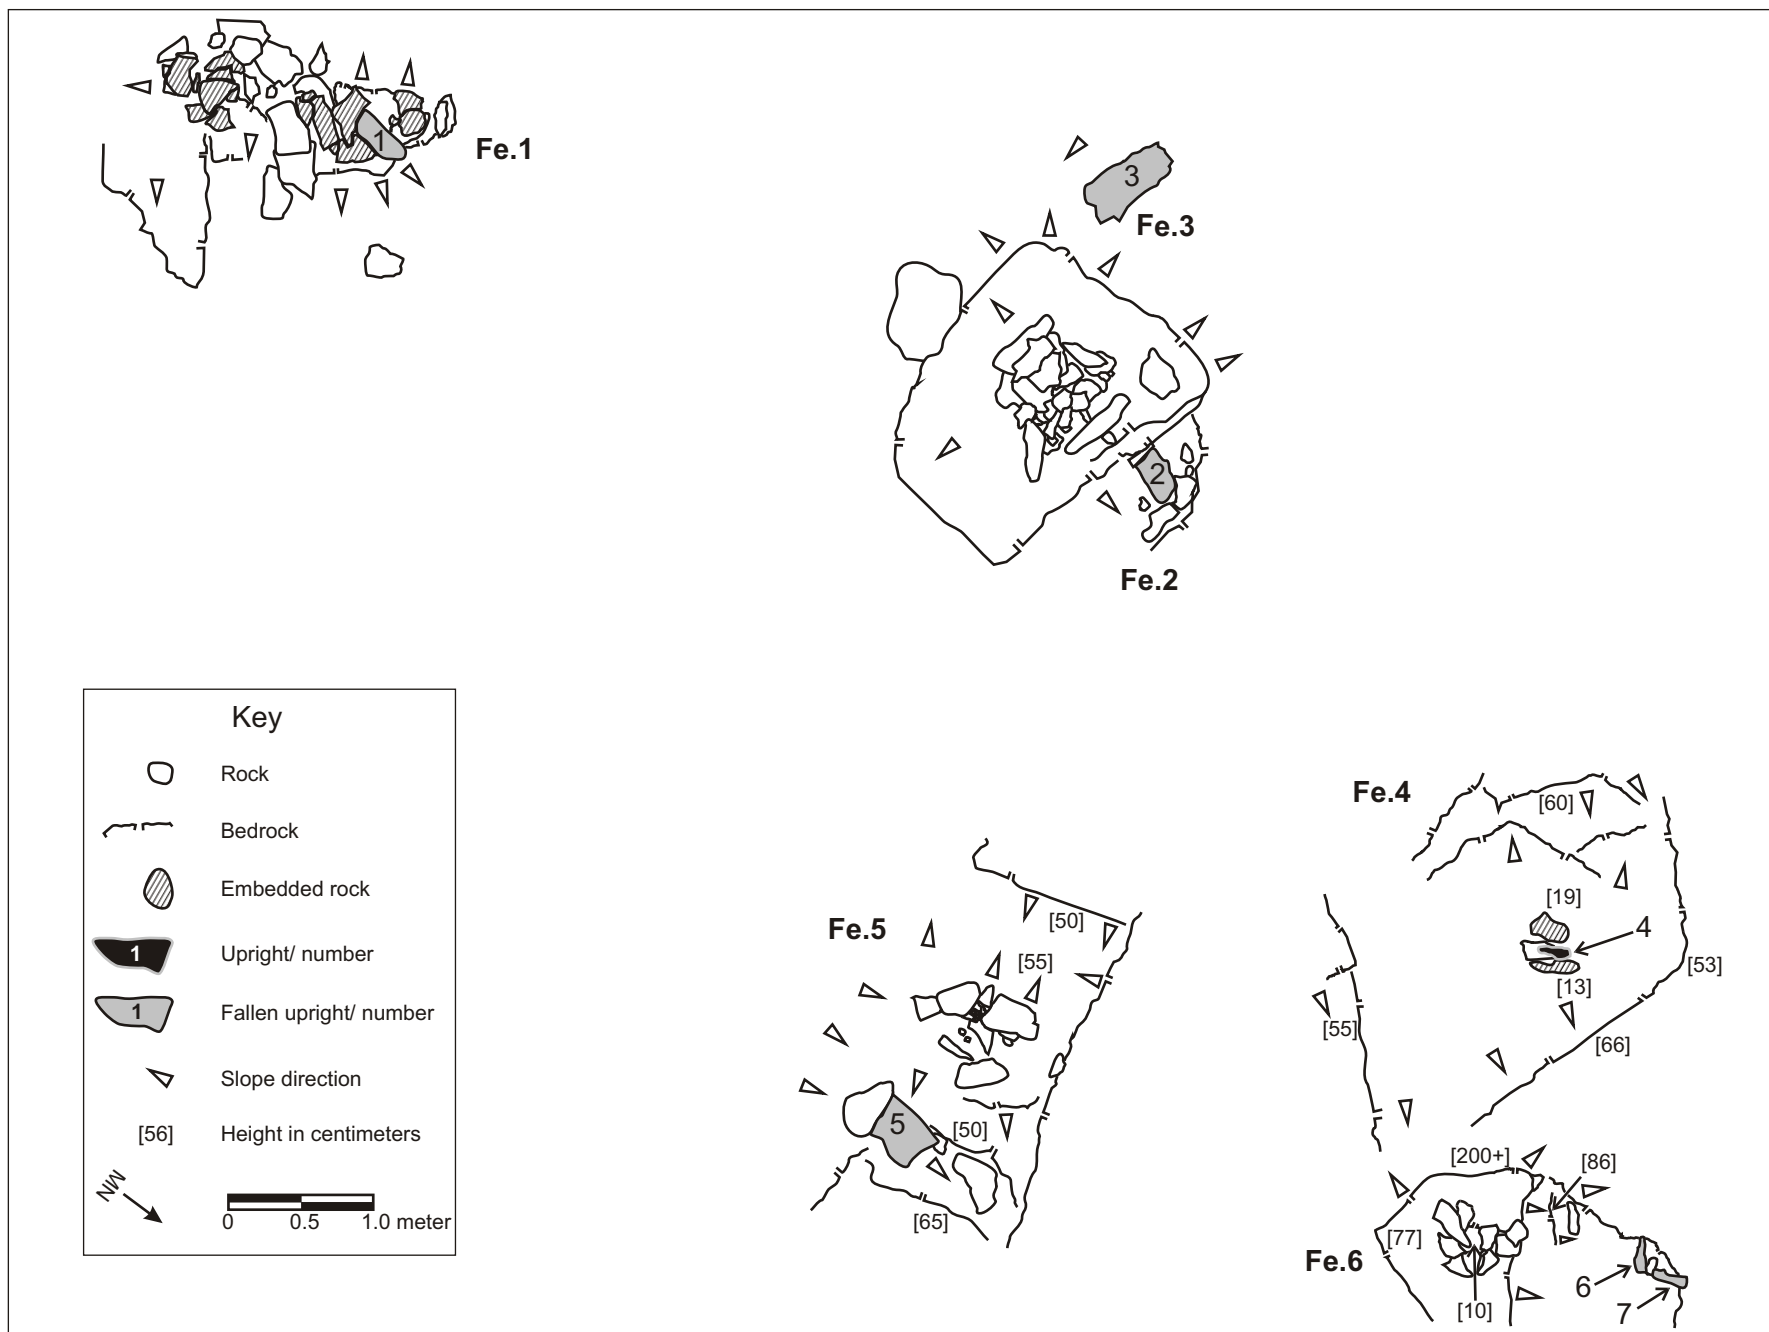 1
Fe.1
3
Fe.3
2
Fe.2
Key
Rock
Bedrock
Embedded rock
1 Upright/ number
1 Fallen upright/ number
Slope direction
[56] Height in centimeters
MN
0 0.5 1.0 meter
Fe.4
[60]
[19]
4
[53]
[13]
[55]
[66]
Fe.5
[50]
[55]
5
[50]
[65]
[200+]
[86]
[77]
Fe.6
6
7
[10]